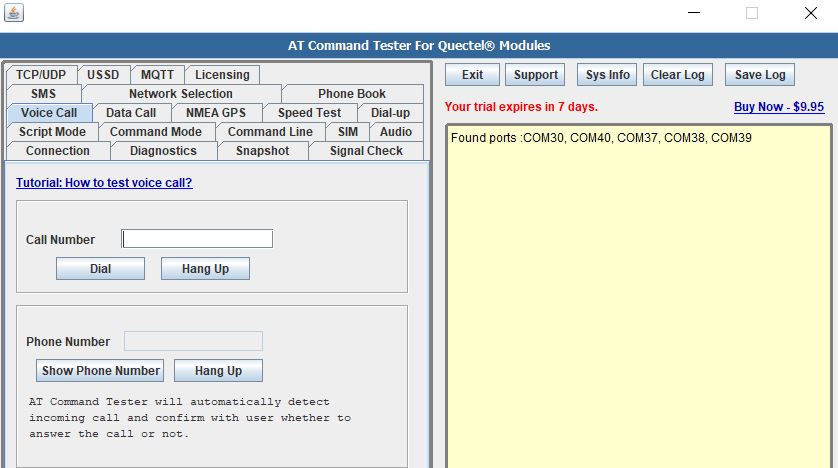 AT Command Tester For Quectel® Modules
TCP/UDP USSD MQTT Licensing
SMS Network Selection Phone Book
Voice Call Data Call NMEA GPS Speed Test Dial-up
Script Mode Command Mode Command Line SIM Audio
Connection Diagnostics Snapshot Signal Check
Tutorial: How to test voice call?
Call Number
Dial Hang Up
Phone Number
Show Phone Number Hang Up
AT Command Tester will automatically detect
incoming call and confirm with user whether to
answer the call or not.
Exit Support Sys Info Clear Log Save Log
Your trial expires in 7 days. Buy Now - $9.95
Found ports :COM30, COM40, COM37, COM38, COM39